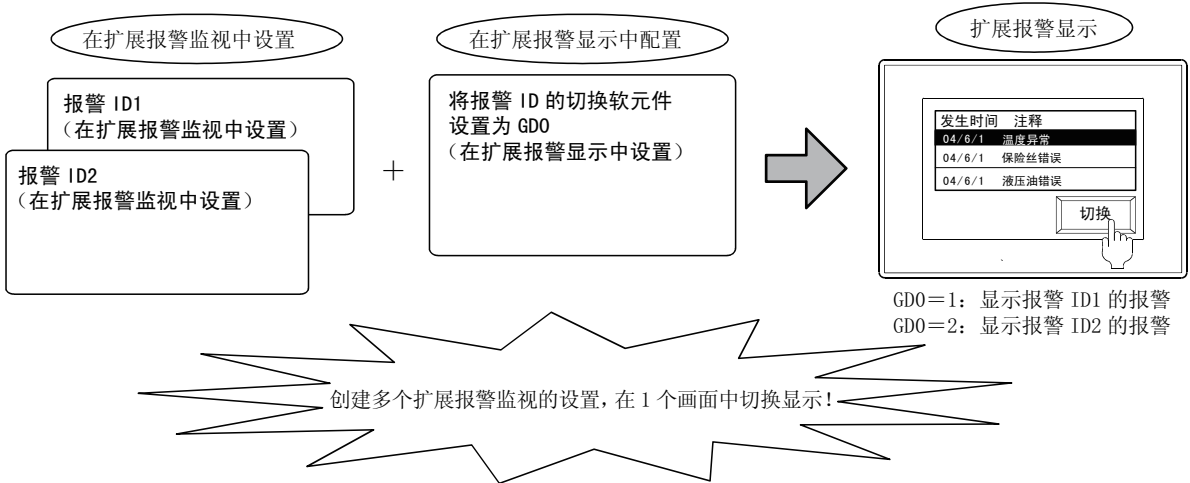 在扩展报警监视中设置
报警 ID1
（在扩展报警监视中设置）
报警 ID2
（在扩展报警监视中设置）
+
在扩展报警显示中配置
将报警 ID 的切换软元件
设置为 GD0
（在扩展报警显示中设置）
扩展报警显示
发生时间 注释
04/6/1 温度异常
04/6/1 保险丝错误
04/6/1 液压油错误
切换
GD0＝1：显示报警 ID1 的报警
GD0＝2：显示报警 ID2 的报警
创建多个扩展报警监视的设置，在 1 个画面中切换显示！